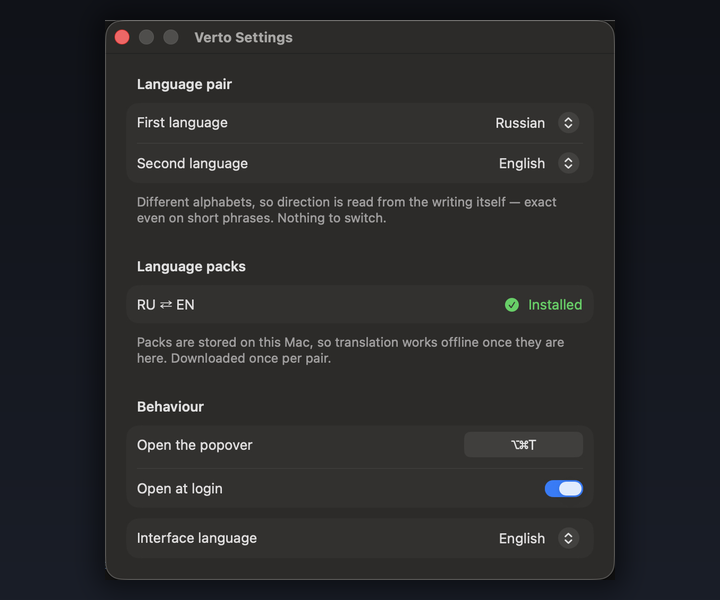 Verto Settings
Language pair
First language Russian
Second language English
Different alphabets, so direction is read from the writing itself — exact
even on short phrases. Nothing to switch.
Language packs
RU ⇄ EN Installed
Packs are stored on this Mac, so translation works offline once they are
here. Downloaded once per pair.
Behaviour
Open the popover ⌥⌘T
Open at login
Interface language English